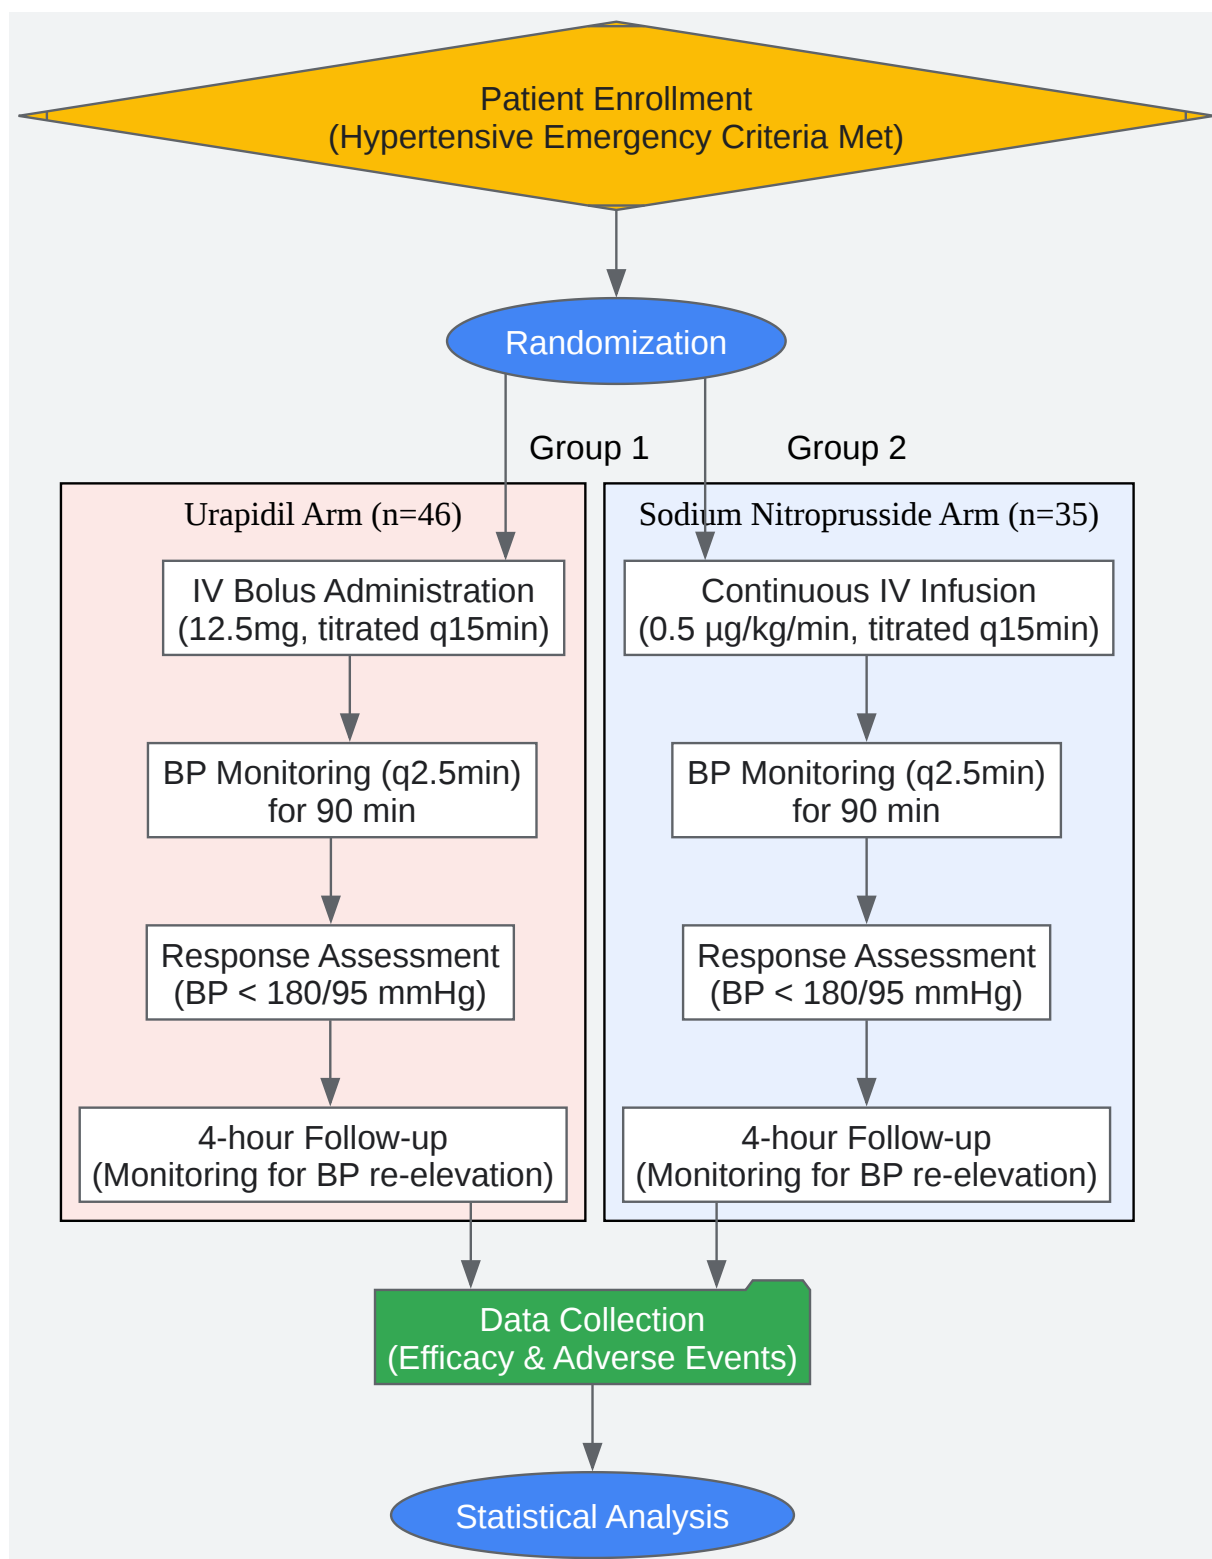 Patient Enrollment
(Hypertensive Emergency Criteria Met)
Randomization
Group 1
Group 2
Urapidil Arm (n=46)
IV Bolus Administration
(12.5mg, titrated q15min)
BP Monitoring (q2.5min)
for 90 min
Response Assessment
(BP < 180/95 mmHg)
4-hour Follow-up
(Monitoring for BP re-elevation)
Sodium Nitroprusside Arm (n=35)
Continuous IV Infusion
(0.5 µg/kg/min, titrated q15min)
BP Monitoring (q2.5min)
for 90 min
Response Assessment
(BP < 180/95 mmHg)
4-hour Follow-up
(Monitoring for BP re-elevation)
Data Collection
(Efficacy & Adverse Events)
Statistical Analysis